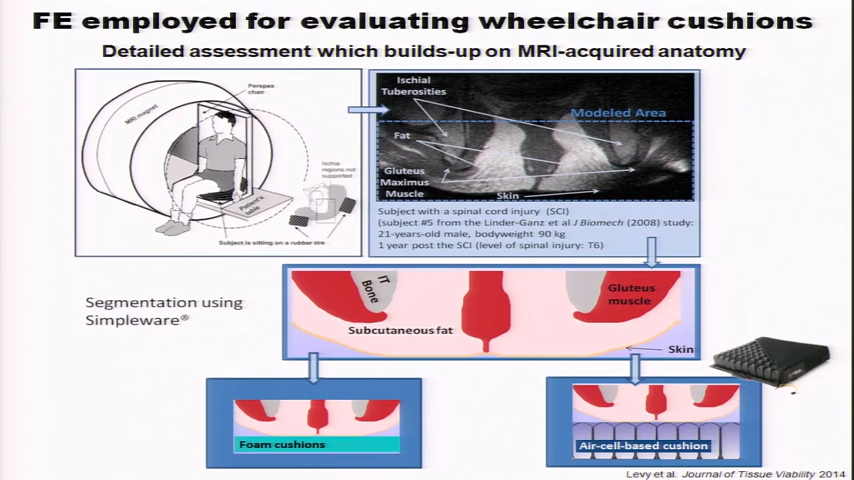 FE employed for evaluating wheelchair cushions
Detailed assessment which builds-up on MRI-acquired anatomy
MRI magnet
Perspex
chair
Ischia
regions not
supported
Patient's
table
Subject is sitting on a rubber tire
Ischial
Tuberosities
Modeled Area
Fat
Gluteus
Maximus
Muscle
Skin
Subject with a spinal cord injury (SCI)
(subject #5 from the Linder-Ganz et al J Biomech (2008) study:
21-years-old male, bodyweight 90 kg
1 year post the SCI (level of spinal injury: T6)
Segmentation using
Simpleware®
IT
Bone
Gluteus
muscle
Subcutaneous fat
Skin
Foam cushions
Air-cell-based cushion
Levy et al. Journal of Tissue Viability 2014